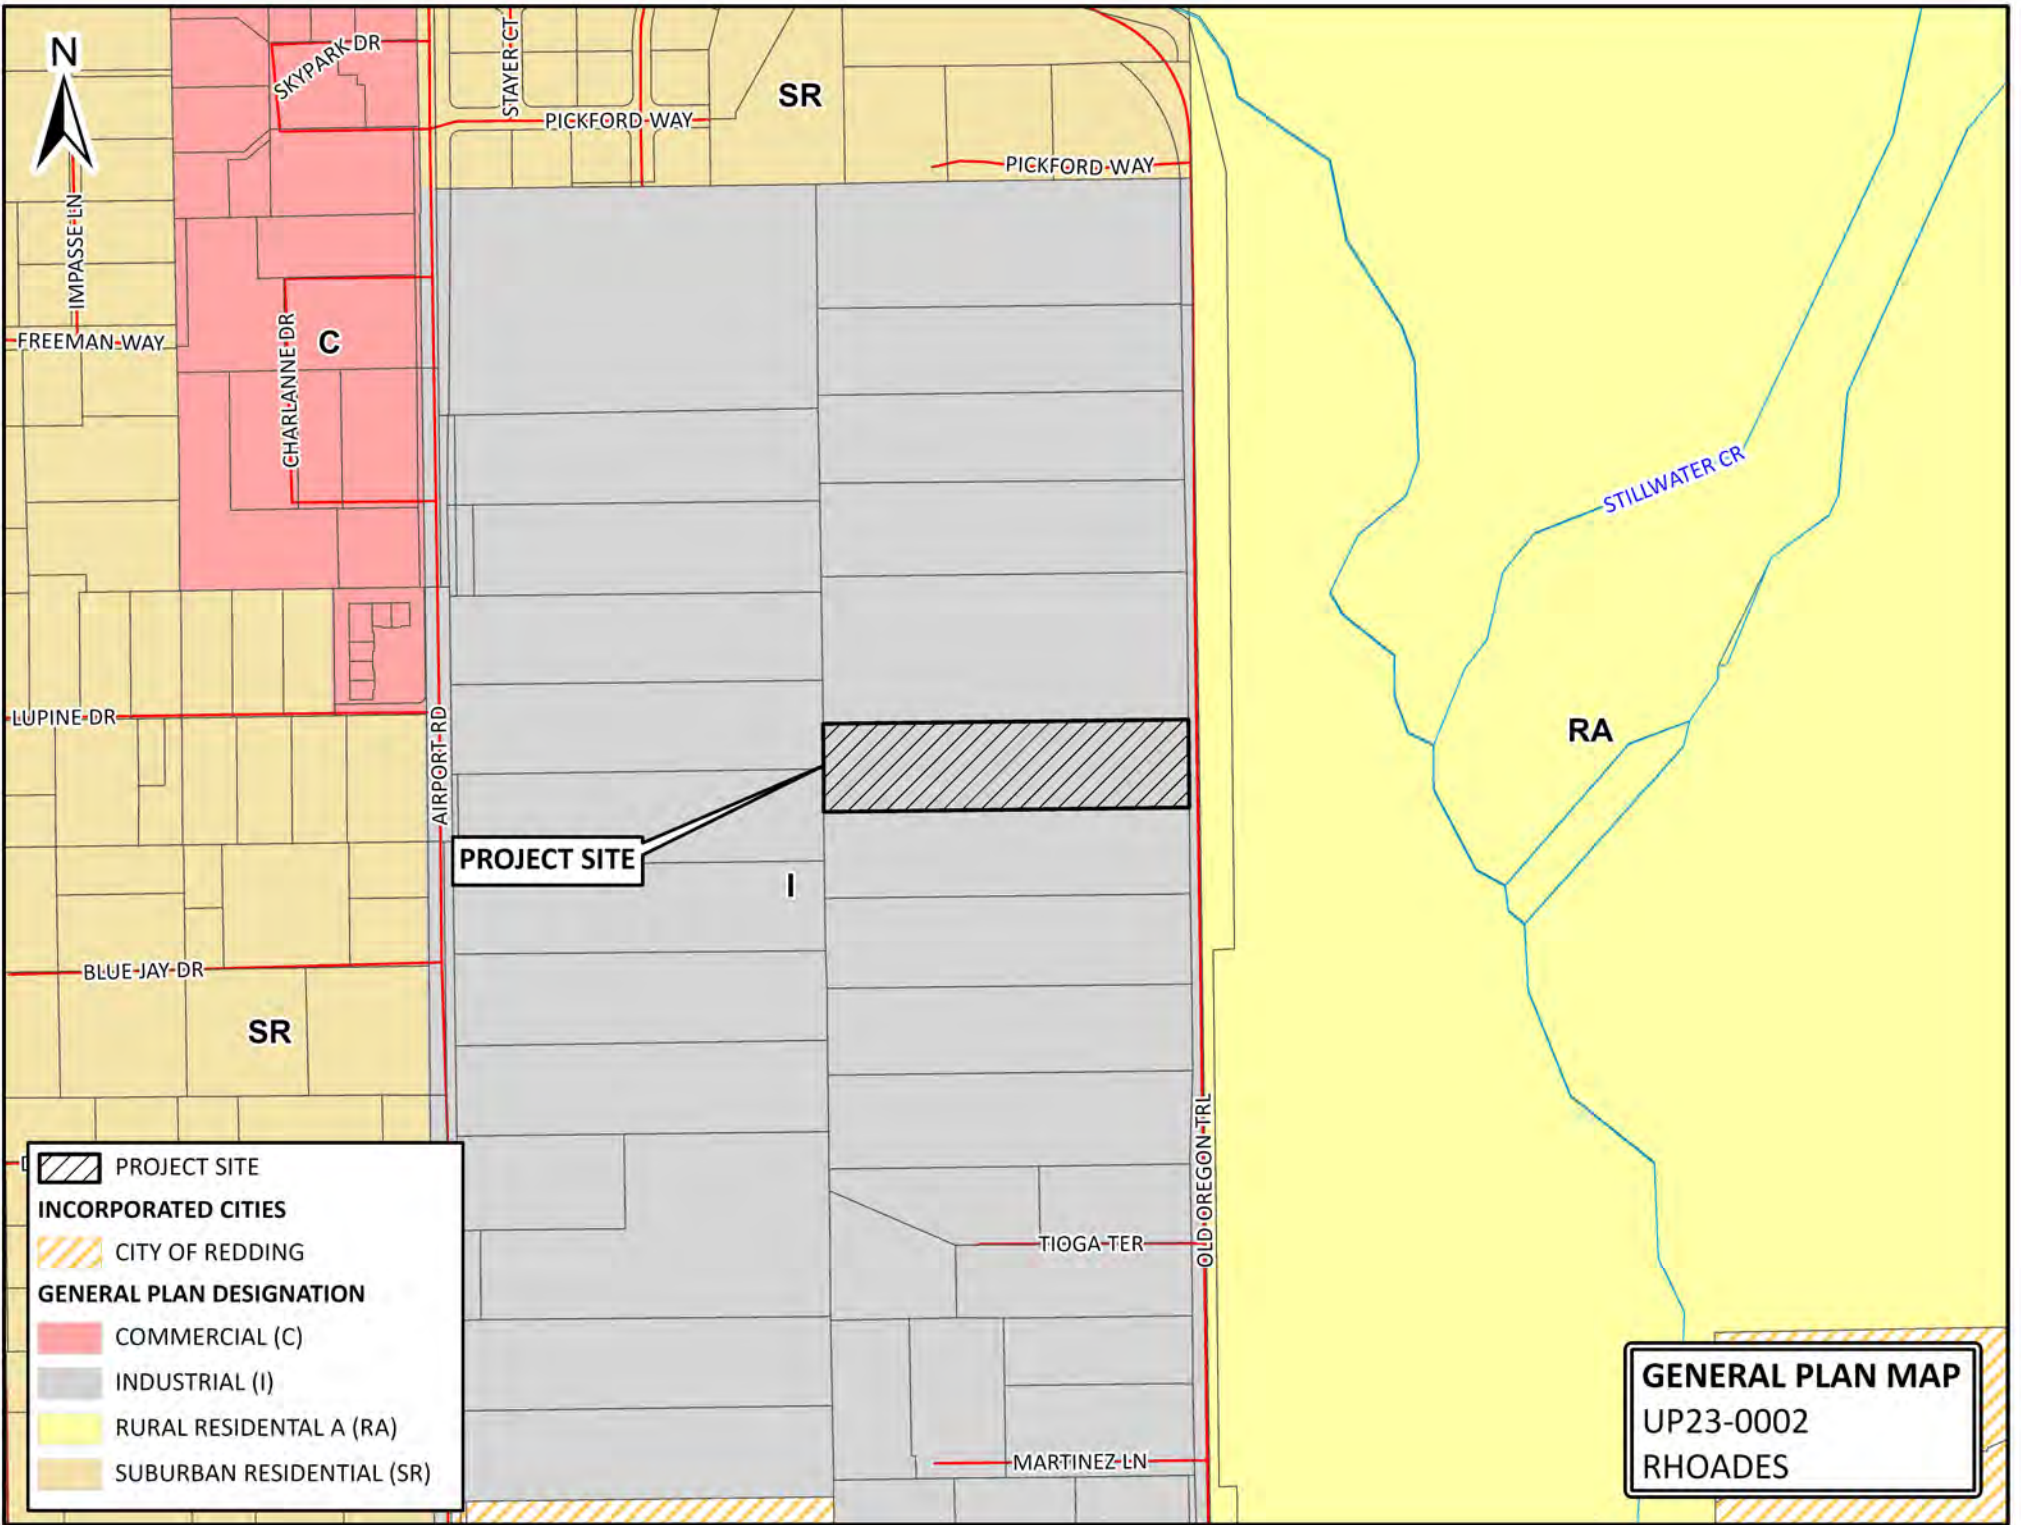 N
SKYPARK DR
STAYER CT
PICKFORD WAY
SR
PICKFORD WAY
IMPASSE LN
FREEMAN WAY
CHARLANNE DR
C
STILLWATER CR
LUPINE DR
AIRPORT RD
RA
PROJECT SITE
I
BLUE JAY DR
SR
OLD OREGON TRL
TIOGA TER
MARTINEZ LN
PROJECT SITE
INCORPORATED CITIES
CITY OF REDDING
GENERAL PLAN DESIGNATION
COMMERCIAL (C)
INDUSTRIAL (I)
RURAL RESIDENTAL A (RA)
SUBURBAN RESIDENTIAL (SR)
GENERAL PLAN MAP
UP23-0002
RHOADES